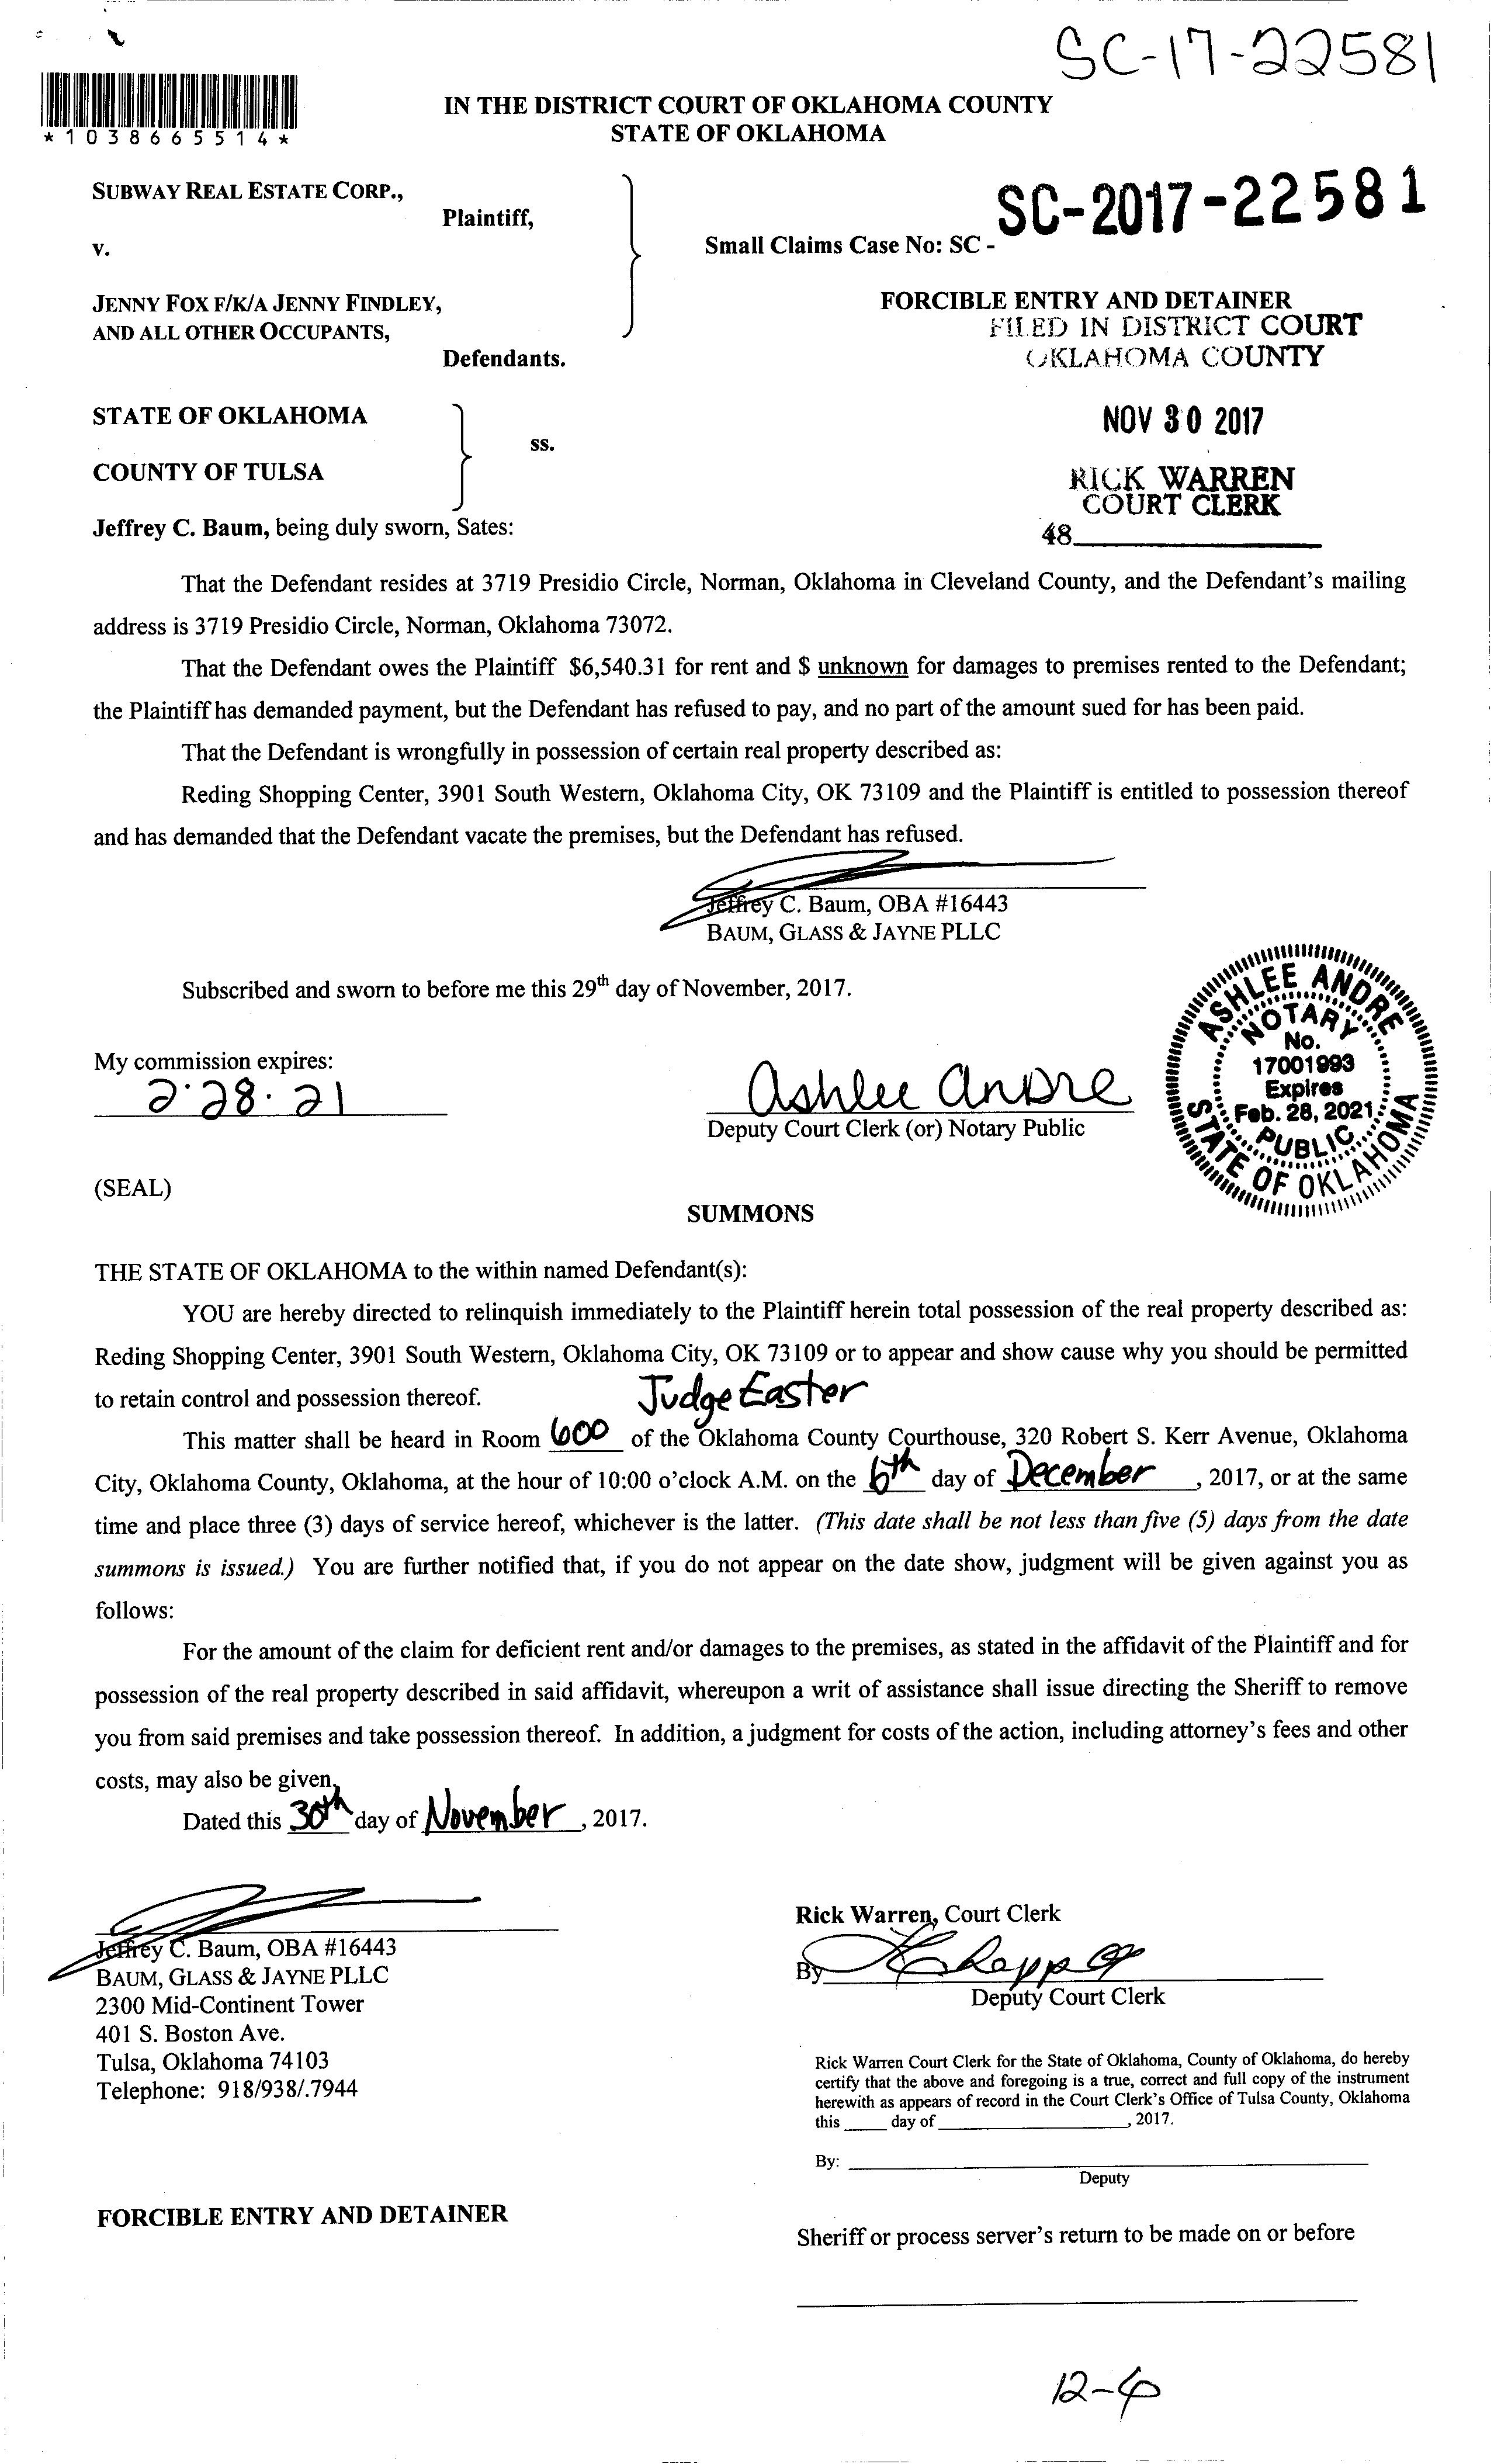 SC-17-22581
*1038665514*
IN THE DISTRICT COURT OF OKLAHOMA COUNTY
STATE OF OKLAHOMA
SUBWAY REAL ESTATE CORP.,
Plaintiff,
v.
Small Claims Case No: SC - SC-2017-22581
JENNY FOX F/K/A JENNY FINDLEY,
AND ALL OTHER OCCUPANTS,
Defendants.
FORCIBLE ENTRY AND DETAINER
FILED IN DISTRICT COURT
OKLAHOMA COUNTY
STATE OF OKLAHOMA
ss.
COUNTY OF TULSA
NOV 30 2017
RICK WARREN
COURT CLERK
48
Jeffrey C. Baum, being duly sworn, Sates:
That the Defendant resides at 3719 Presidio Circle, Norman, Oklahoma in Cleveland County, and the Defendant's mailing
address is 3719 Presidio Circle, Norman, Oklahoma 73072.
That the Defendant owes the Plaintiff $6,540.31 for rent and $ unknown for damages to premises rented to the Defendant;
the Plaintiff has demanded payment, but the Defendant has refused to pay, and no part of the amount sued for has been paid.
That the Defendant is wrongfully in possession of certain real property described as:
Reding Shopping Center, 3901 South Western, Oklahoma City, OK 73109 and the Plaintiff is entitled to possession thereof
and has demanded that the Defendant vacate the premises, but the Defendant has refused.
Jeffrey C. Baum, OBA #16443
BAUM, GLASS & JAYNE PLLC
Subscribed and sworn to before me this 29th day of November, 2017.
My commission expires:
2.28.21
Ashlee Andre
Deputy Court Clerk (or) Notary Public
ASHLEE ANDRE
NOTARY
No.
17001993
Expires
Feb. 28, 2021
PUBLIC
STATE OF OKLAHOMA
(SEAL)
SUMMONS
THE STATE OF OKLAHOMA to the within named Defendant(s):
YOU are hereby directed to relinquish immediately to the Plaintiff herein total possession of the real property described as:
Reding Shopping Center, 3901 South Western, Oklahoma City, OK 73109 or to appear and show cause why you should be permitted
to retain control and possession thereof.
Judge Easter
This matter shall be heard in Room 600 of the Oklahoma County Courthouse, 320 Robert S. Kerr Avenue, Oklahoma
City, Oklahoma County, Oklahoma, at the hour of 10:00 o'clock A.M. on the 6th day of December, 2017, or at the same
time and place three (3) days of service hereof, whichever is the latter. (This date shall be not less than five (5) days from the date
summons is issued.) You are further notified that, if you do not appear on the date show, judgment will be given against you as
follows:
For the amount of the claim for deficient rent and/or damages to the premises, as stated in the affidavit of the Plaintiff and for
possession of the real property described in said affidavit, whereupon a writ of assistance shall issue directing the Sheriff to remove
you from said premises and take possession thereof. In addition, a judgment for costs of the action, including attorney's fees and other
costs, may also be given.
Dated this 30th day of November, 2017.
Jeffrey C. Baum, OBA #16443
BAUM, GLASS & JAYNE PLLC
2300 Mid-Continent Tower
401 S. Boston Ave.
Tulsa, Oklahoma 74103
Telephone: 918/938/.7944
Rick Warren, Court Clerk
By
Deputy Court Clerk
Rick Warren Court Clerk for the State of Oklahoma, County of Oklahoma, do hereby
certify that the above and foregoing is a true, correct and full copy of the instrument
herewith as appears of record in the Court Clerk's Office of Tulsa County, Oklahoma
this _____ day of _____, 2017.
By:
Deputy
FORCIBLE ENTRY AND DETAINER
Sheriff or process server's return to be made on or before